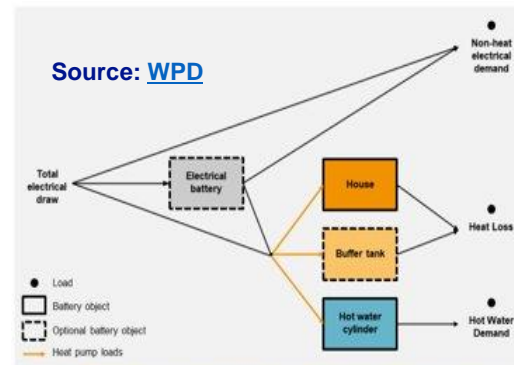 Source: WPD
Non-heat
electrical
demand
Total
electrical
draw
Electrical
battery
House
Buffer tank
Heat Loss
Hot water
cylinder
Hot Water
Demand
Load
Battery object
Optional battery object
Heat pump loads